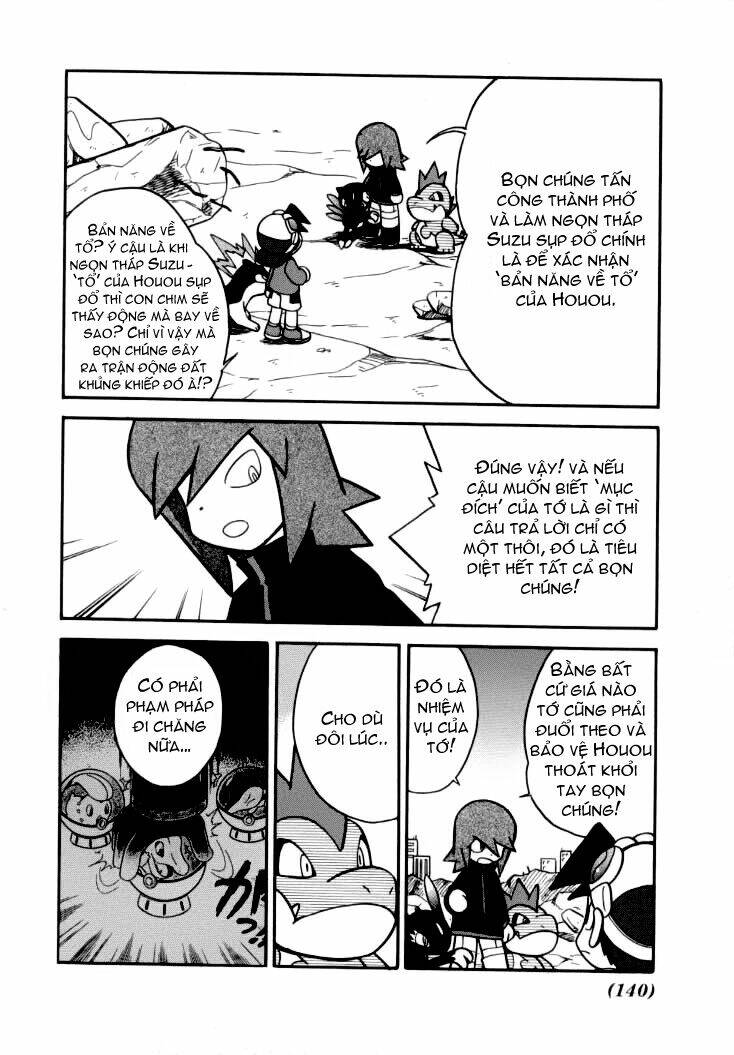 Bọn chúng tấn
công thành phố
và làm ngọn tháp
Suzu sụp đổ chính
là để xác nhận
'bản năng về tổ'
của Houou.
Bản năng về
tổ? Ý cậu là khi
ngọn tháp Suzu -
'tổ' của Houou sụp
đổ thì con chim sẽ
thấy động mà bay về
sao? Chỉ vì vậy mà
bọn chúng gây
ra trận động đất
khủng khiếp đó à!?
Đúng vậy! Và nếu
cậu muốn biết 'mục
đích' của tớ là gì thì
câu trả lời chỉ có
một thôi, đó là tiêu
diệt hết tất cả bọn
chúng!
Bằng bất
cứ giá nào
tớ cũng phải
đuổi theo và
bảo vệ Houou
thoát khỏi
tay bọn
chúng!
Đó là
nhiệm
vụ của
tớ!
Cho dù
đôi lúc..
Có phải
phạm pháp
đi chăng
nữa...
(140)